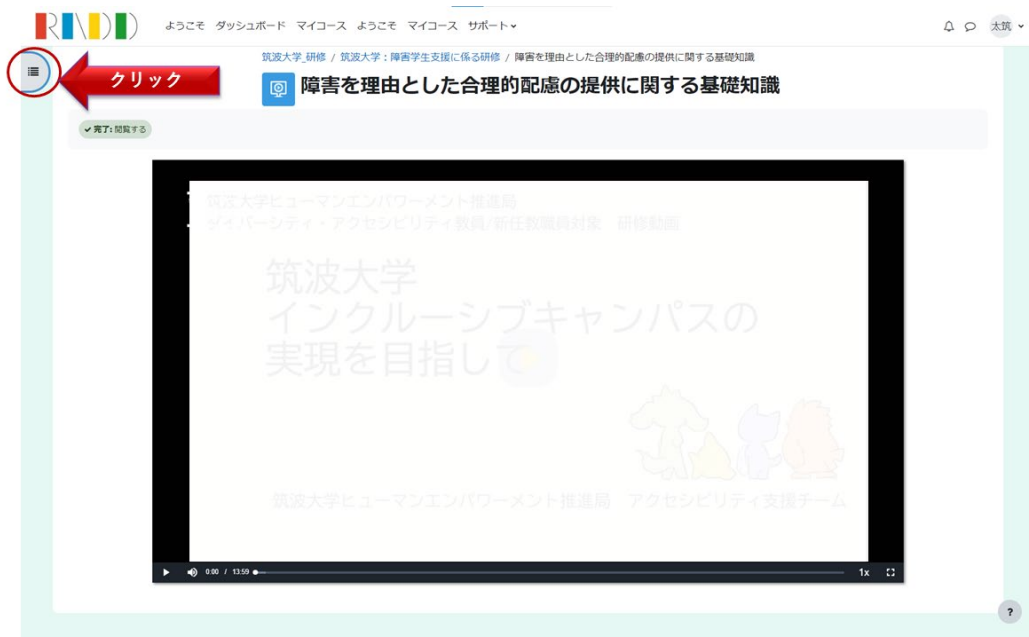 RINDD
ようこそ ダッシュボード マイコース ようこそ マイコース サポート
太筑
筑波大学_研修 / 筑波大学:障害学生支援に係る研修 / 障害を理由とした合理的配慮の提供に関する基礎知識
クリック
障害を理由とした合理的配慮の提供に関する基礎知識
完了: 閲覧する
筑波大学ヒューマンエンパワーメント推進局
ダイバーシティ・アクセシビリティ教員/新任教職員対象 研修動画
筑波大学
インクルーシブキャンパスの
実現を目指して
筑波大学ヒューマンエンパワーメント推進局 アクセシビリティ支援チーム
0:00 / 13:59
1x
?